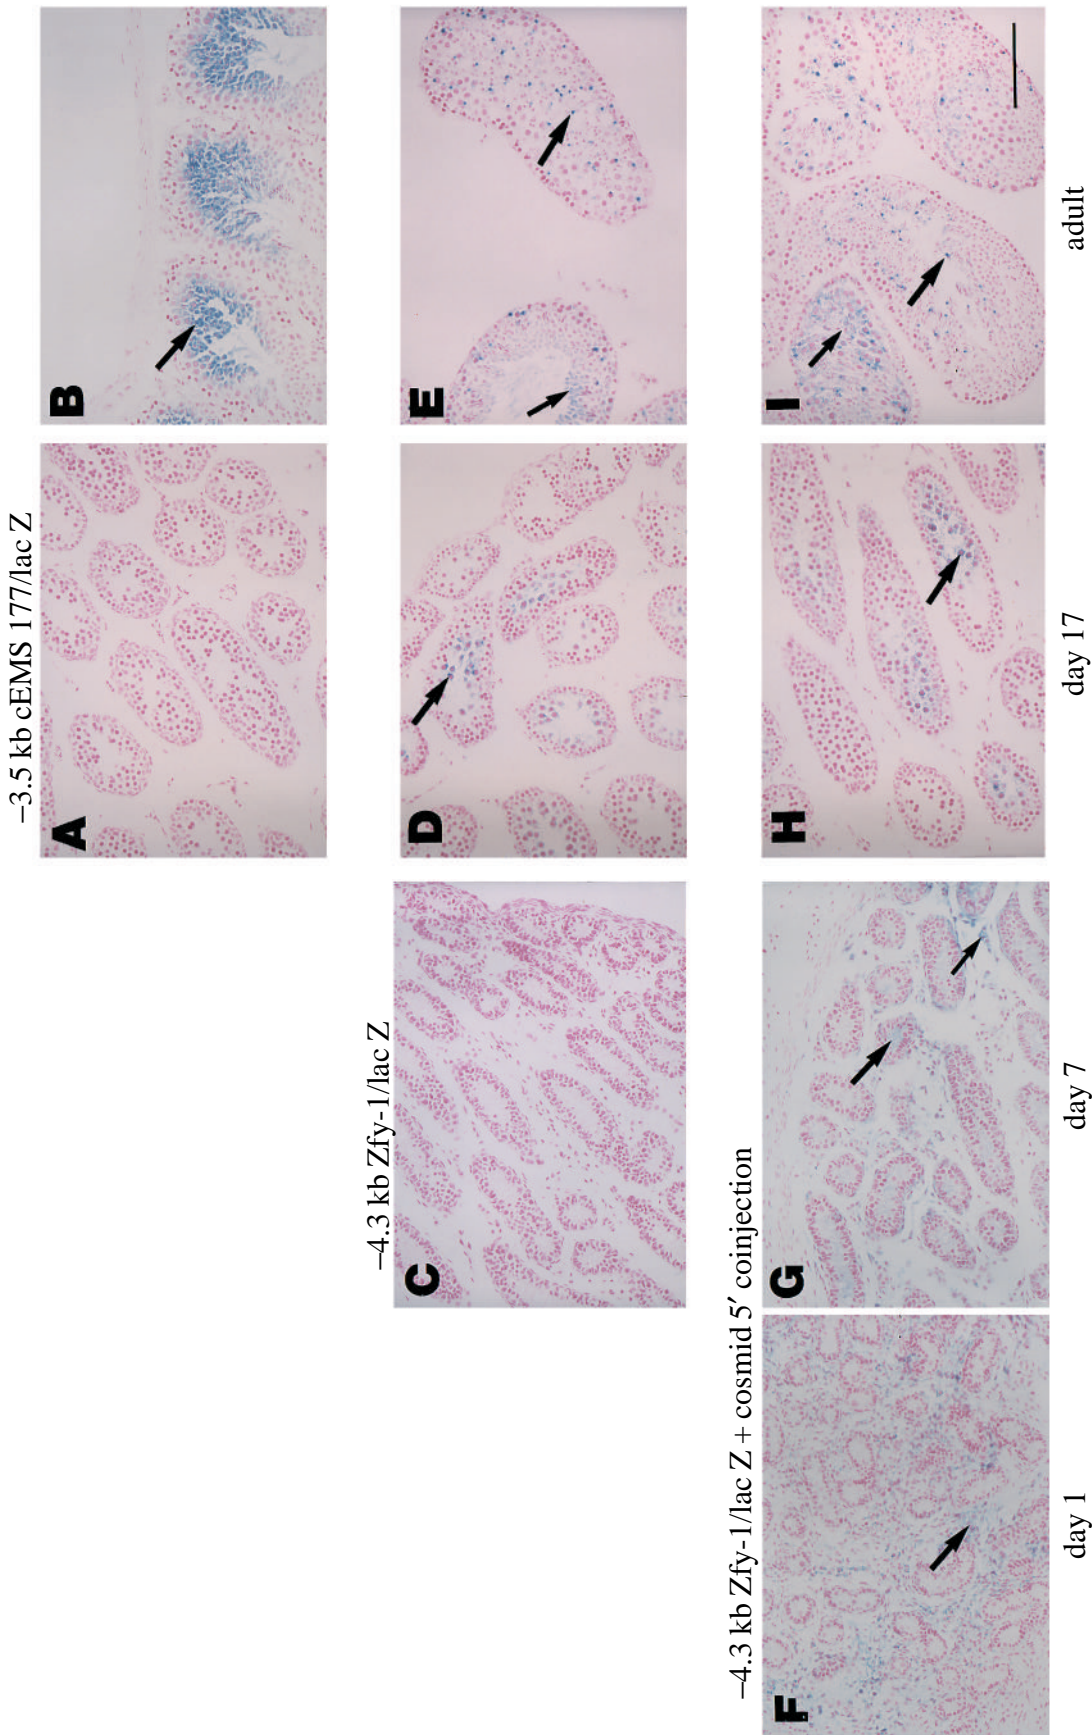 –3.5 kb cEMS 177/lac Z
A
B
–4.3 kb Zfy-1/lac Z
C
D
E
–4.3 kb Zfy-1/lac Z + cosmid 5′ coinjection
F
G
H
I
day 1
day 7
day 17
adult